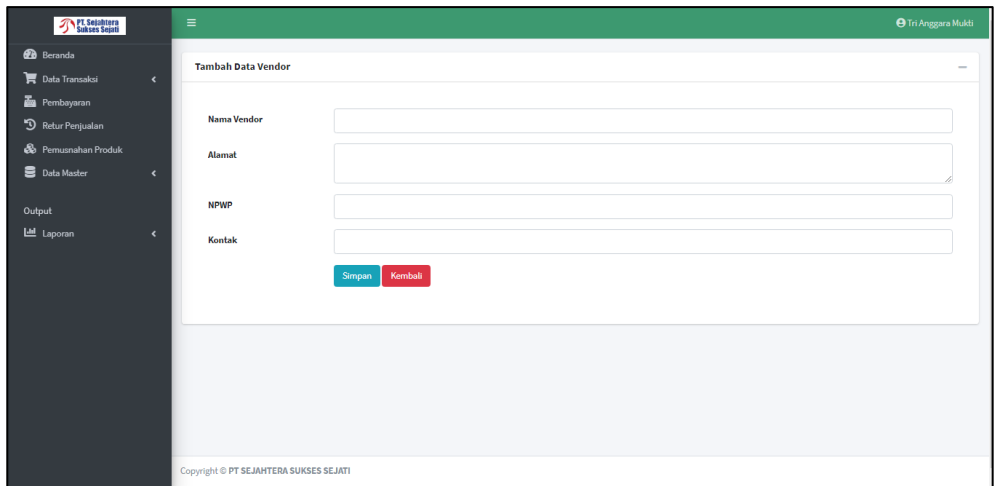 PT. Sejahtera
Sukses Sejati
Tri Anggara Mukti
Beranda
Data Transaksi
Pembayaran
Retur Penjualan
Pemusnahan Produk
Data Master
Output
Laporan
Tambah Data Vendor
Nama Vendor
Alamat
NPWP
Kontak
Simpan Kembali
Copyright © PT SEJAHTERA SUKSES SEJATI